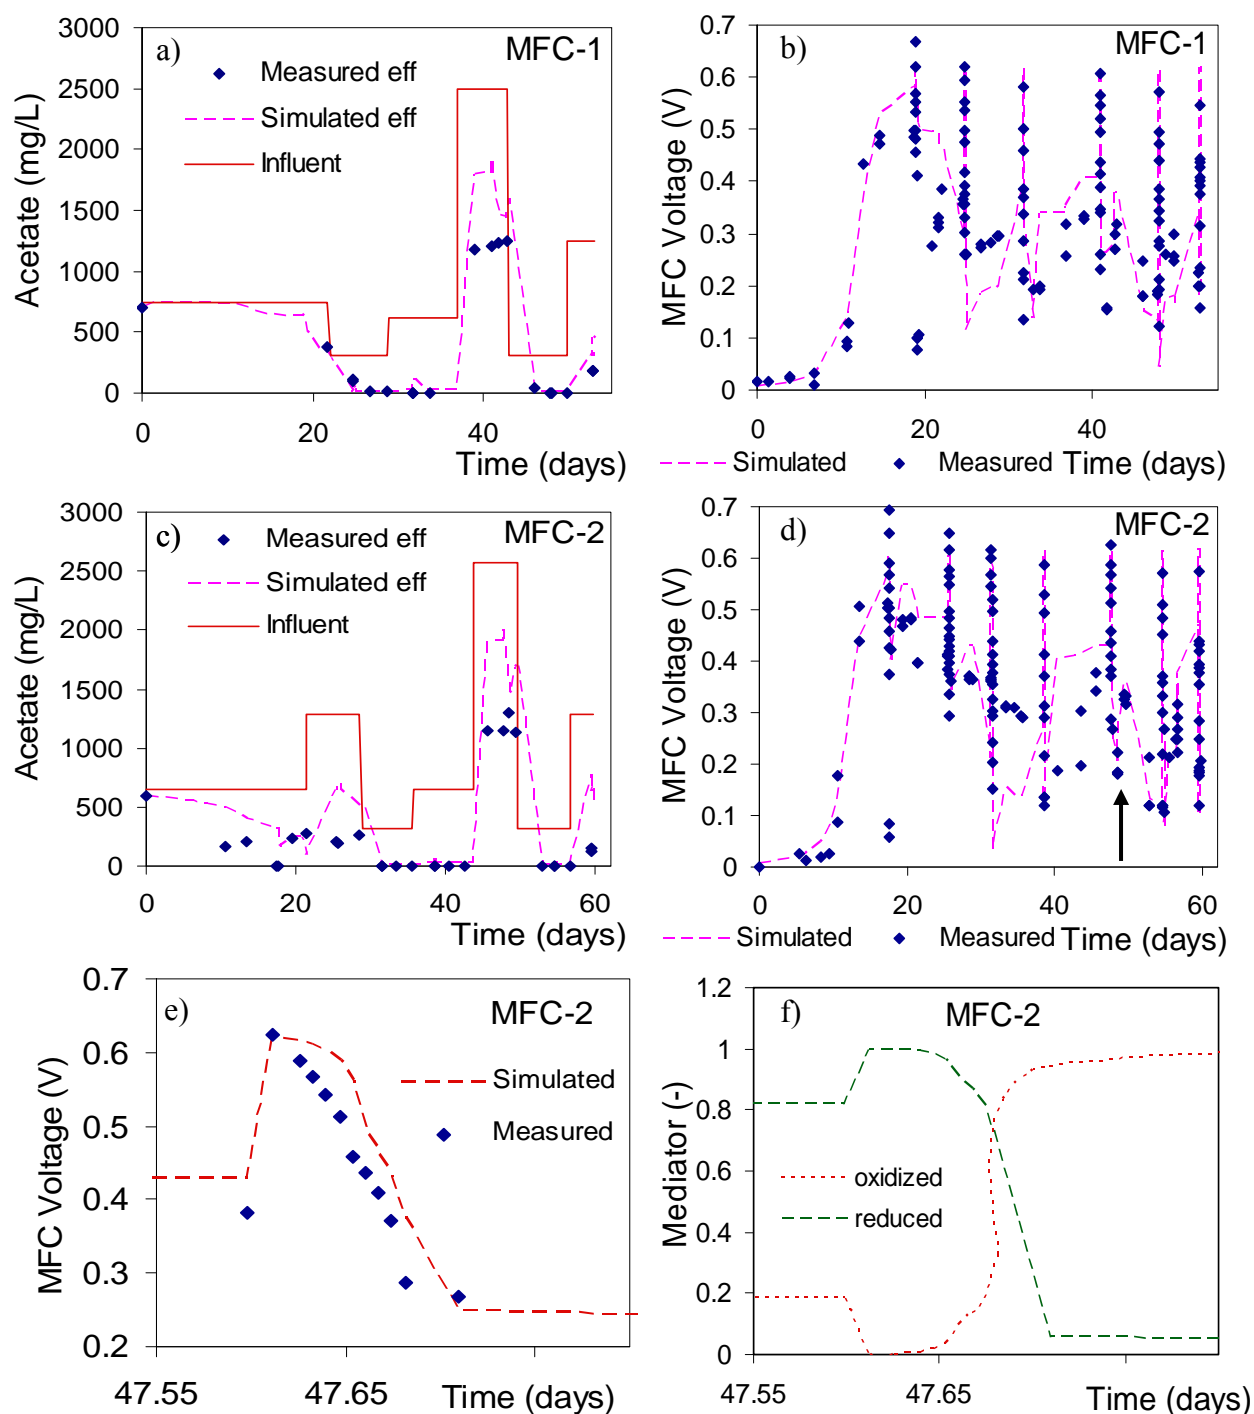 a)
MFC-1
3000
2500
2000
1500
1000
500
0
Acetate (mg/L)
Measured eff
Simulated eff
Influent
0
20
40
Time (days)
b)
MFC-1
0.7
0.6
0.5
0.4
0.3
0.2
0.1
0
MFC Voltage (V)
0
20
40
Simulated
Measured
Time (days)
c)
MFC-2
3000
2500
2000
1500
1000
500
0
Acetate (mg/L)
Measured eff
Simulated eff
Influent
0
20
40
60
Time (days)
d)
MFC-2
0.7
0.6
0.5
0.4
0.3
0.2
0.1
0
MFC Voltage (V)
0
20
40
60
Simulated
Measured
Time (days)
e)
MFC-2
0.7
0.6
0.5
0.4
0.3
0.2
MFC Voltage (V)
Simulated
Measured
47.55
47.65
Time (days)
f)
MFC-2
1.2
1
0.8
0.6
0.4
0.2
0
Mediator (-)
oxidized
reduced
47.55
47.65
Time (days)